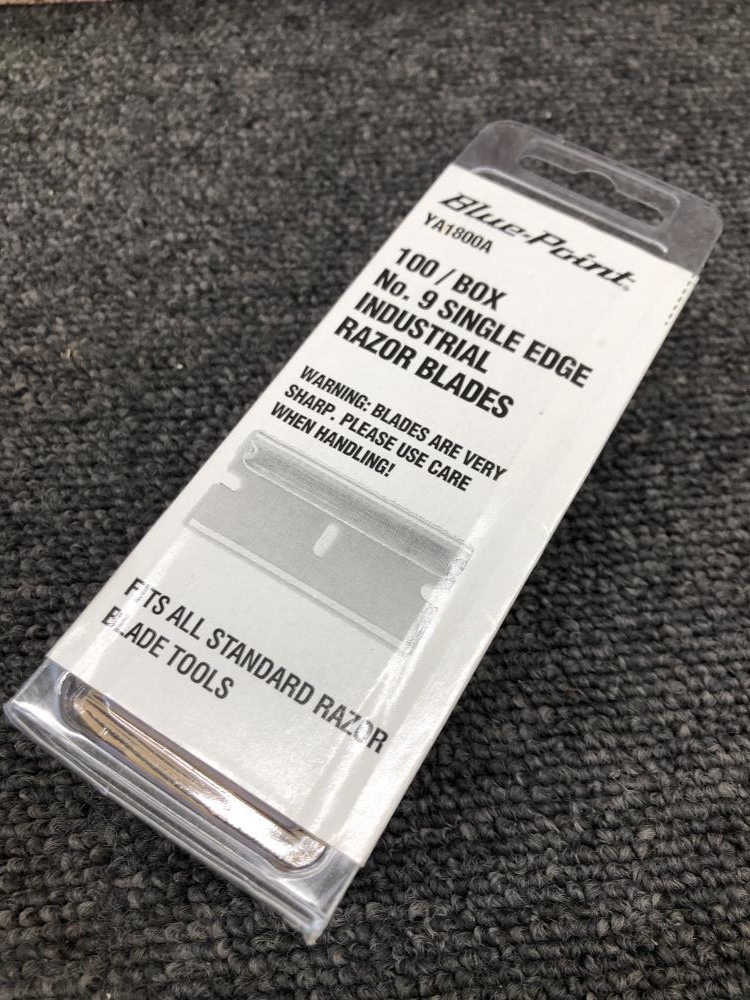 Blue-Point
YA1800A
100 / BOX
No. 9 SINGLE EDGE
INDUSTRIAL
RAZOR BLADES
WARNING: BLADES ARE VERY
SHARP. PLEASE USE CARE
WHEN HANDLING!
FITS ALL STANDARD RAZOR
BLADE TOOLS